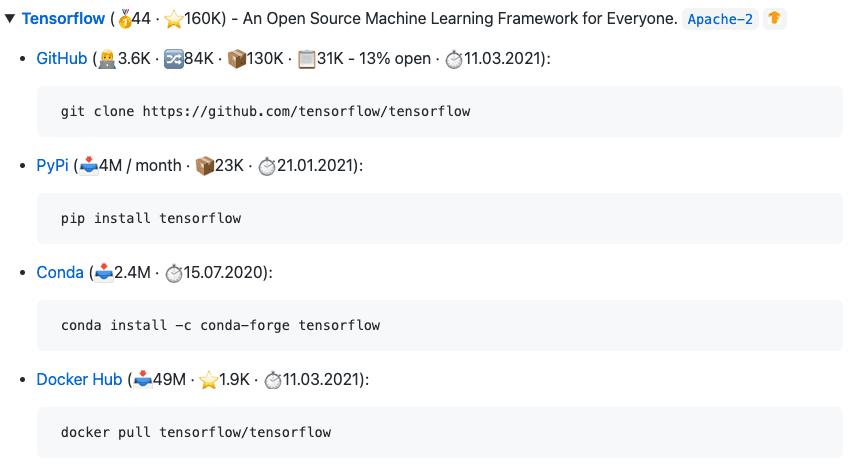 ▼ Tensorflow (🥇44 · ⭐160K) - An Open Source Machine Learning Framework for Everyone. Apache-2
• GitHub (👨‍💻3.6K · 🔀84K · 📦130K · 📋31K - 13% open · ⏱️11.03.2021):
git clone https://github.com/tensorflow/tensorflow
• PyPi (📥4M / month · 📦23K · ⏱️21.01.2021):
pip install tensorflow
• Conda (📥2.4M · ⏱️15.07.2020):
conda install -c conda-forge tensorflow
• Docker Hub (📥49M · ⭐1.9K · ⏱️11.03.2021):
docker pull tensorflow/tensorflow